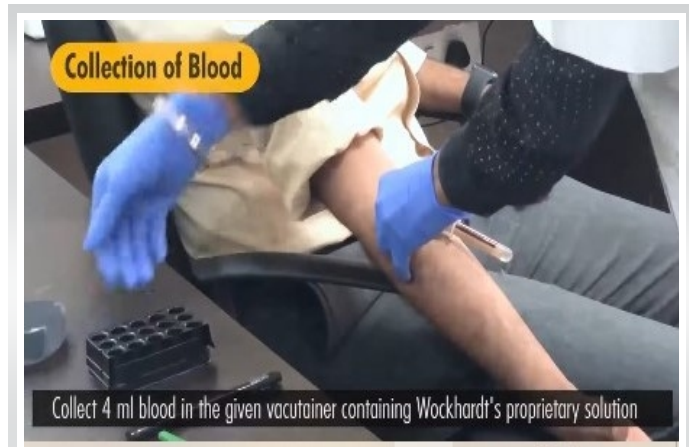 Collection of Blood
Collect 4 ml blood in the given vacutainer containing Wockhardt's proprietary solution